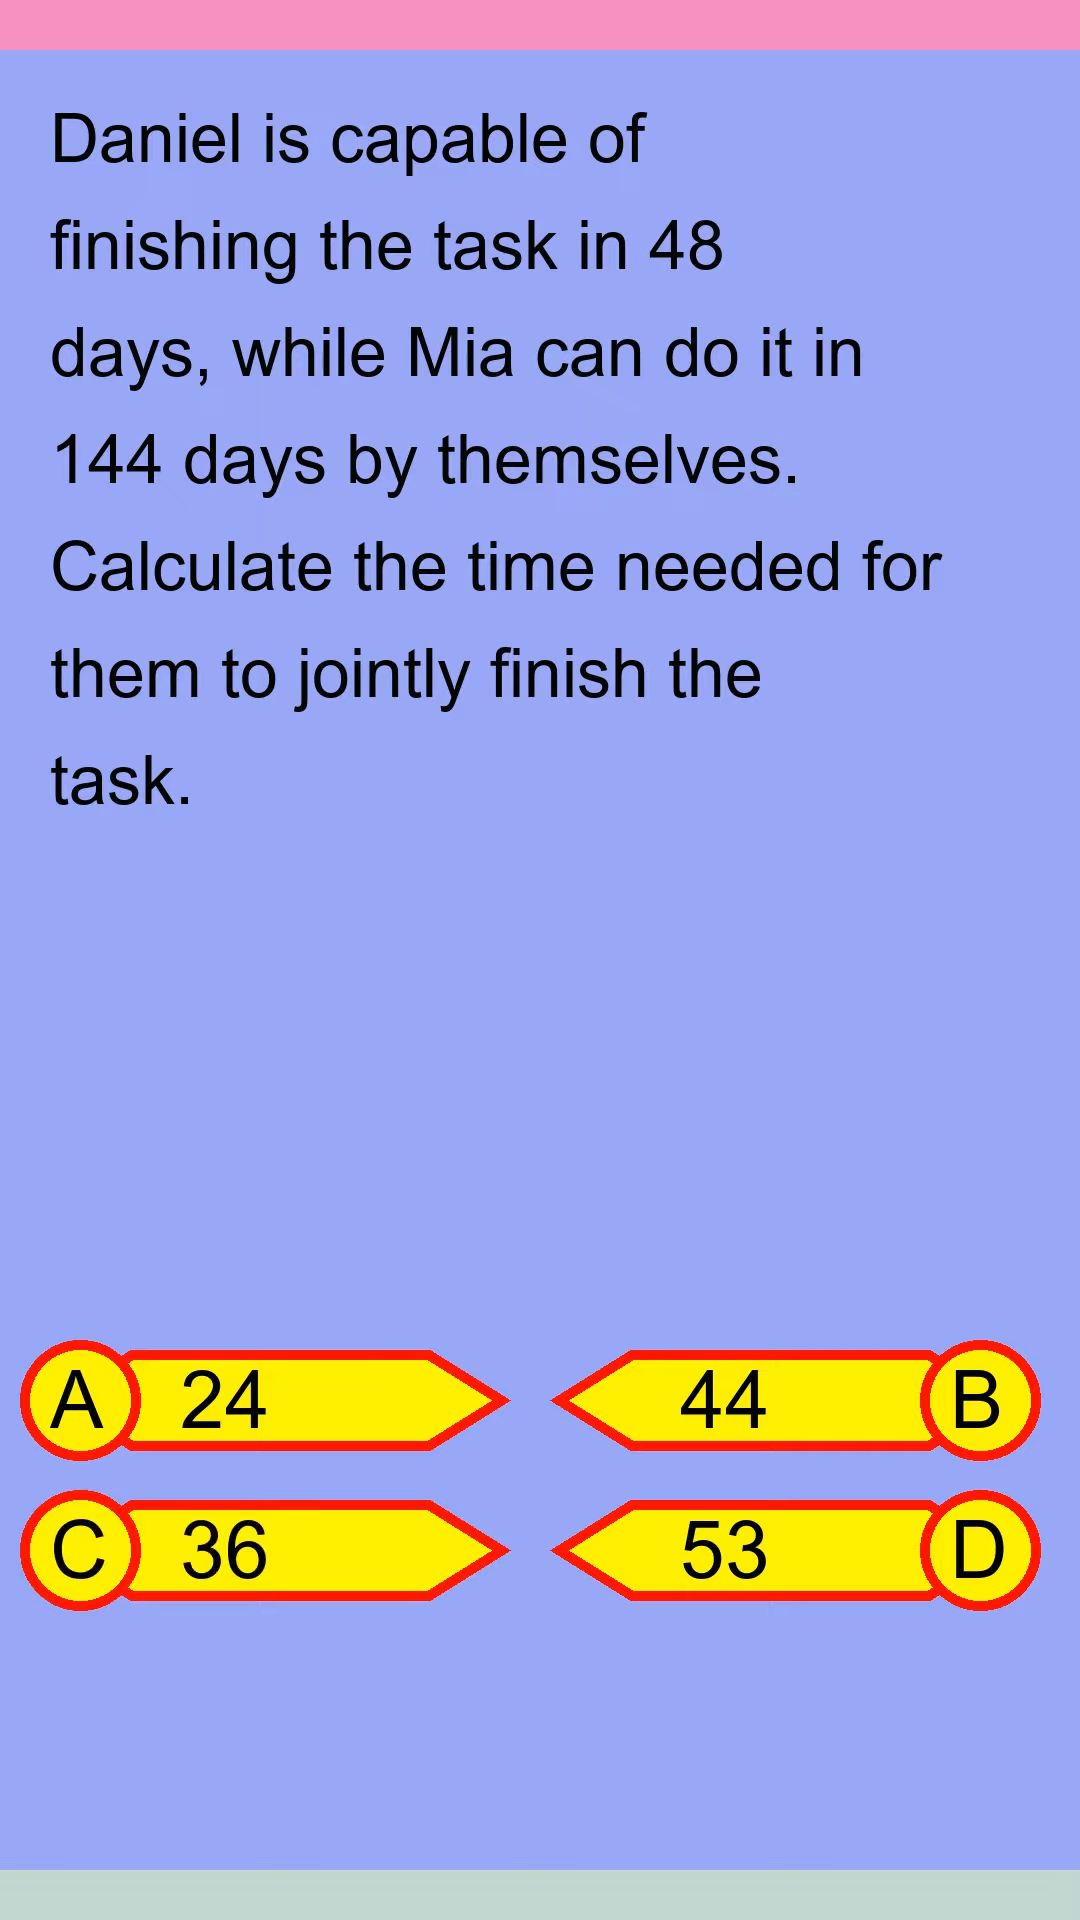 Daniel is capable of
finishing the task in 48
days, while Mia can do it in
144 days by themselves.
Calculate the time needed for
them to jointly finish the
task.
A 24
44 B
C 36
53 D